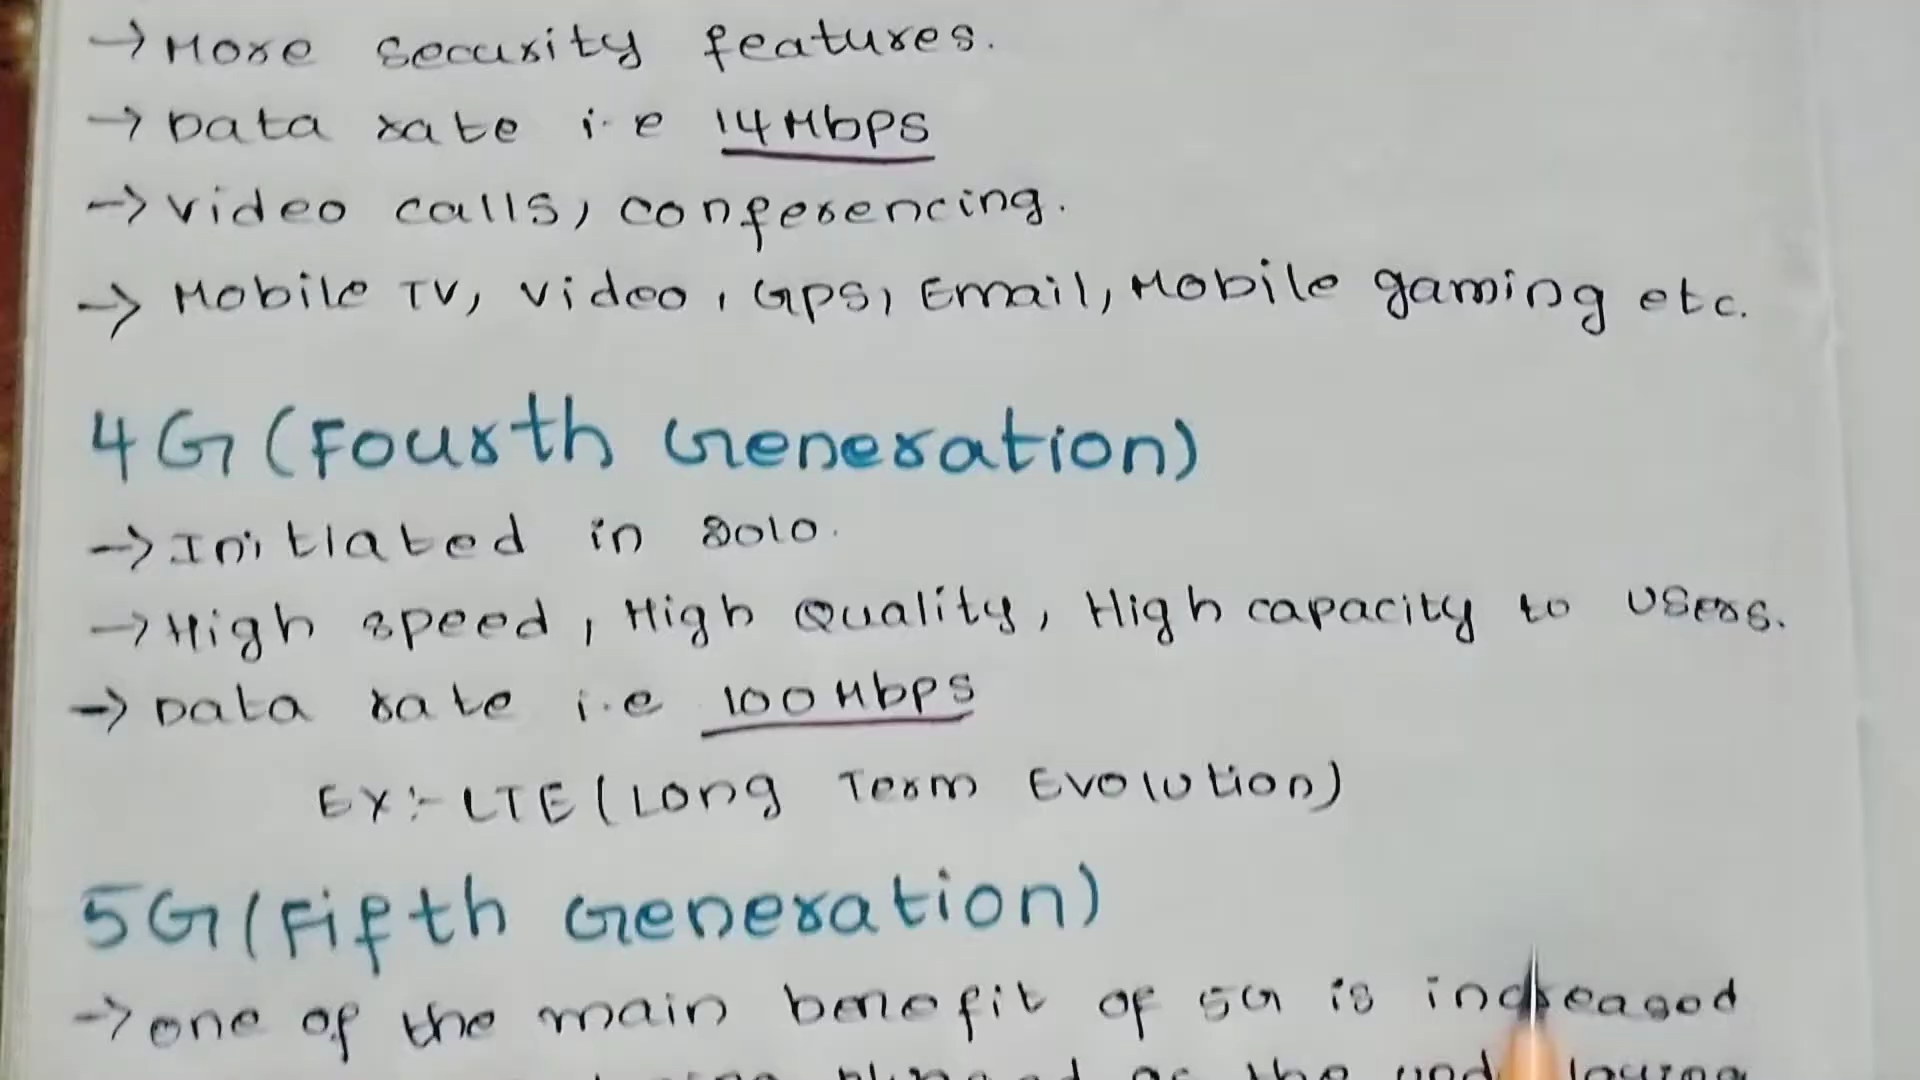 → More security features.
→ Data rate i.e 14Mbps
→ Video calls, conferencing.
→ Mobile TV, Video, GPS, Email, Mobile gaming etc.
4G (Fourth Generation)
→ Initiated in 2010.
→ High speed, High Quality, High capacity to users.
→ Data rate i.e 100Mbps
EX:- LTE (Long Term Evolution)
5G (Fifth Generation)
→ one of the main benefit of 5G is increased
as the